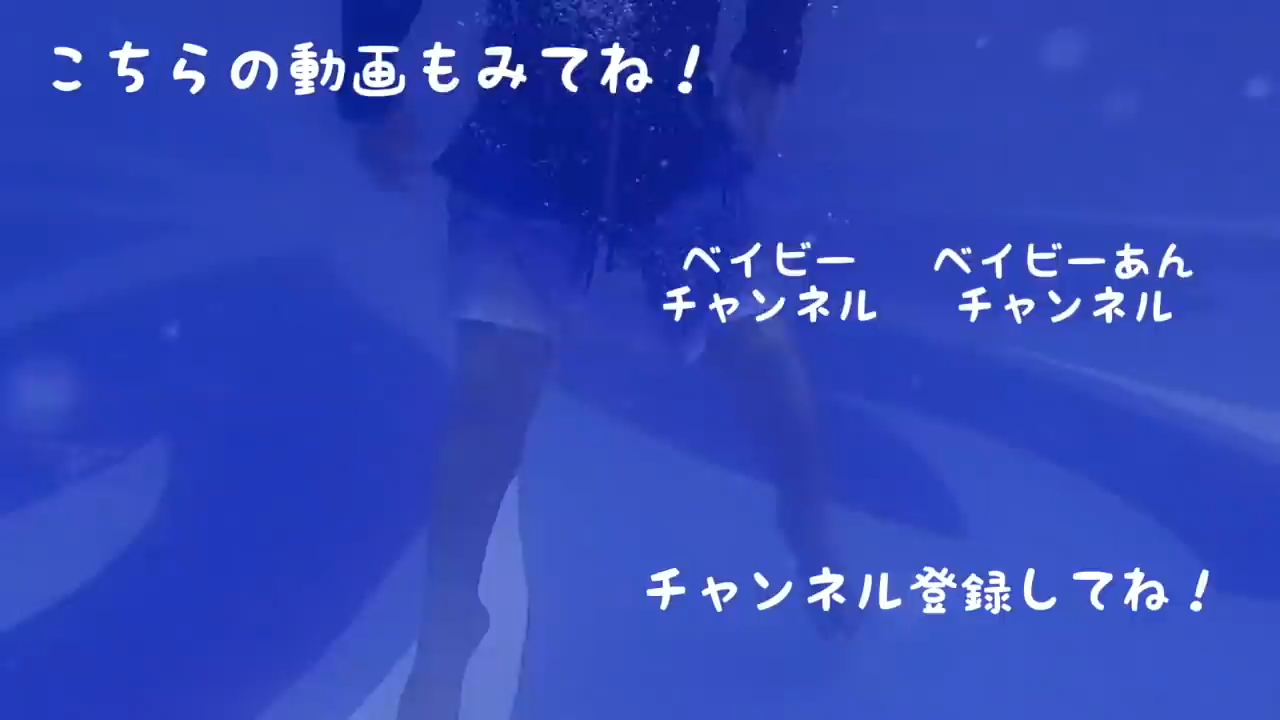 こちらの動画もみてね！
ベイビー
チャンネル
ベイビーあん
チャンネル
チャンネル登録してね！